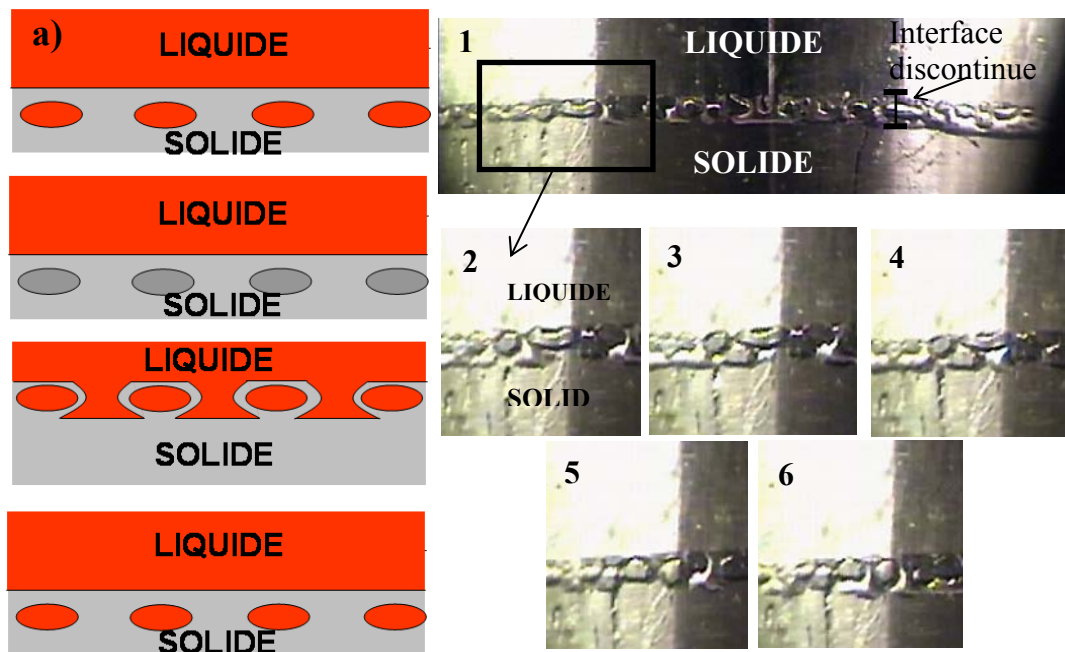 a)
LIQUIDE
SOLIDE
LIQUIDE
SOLIDE
LIQUIDE
SOLIDE
LIQUIDE
SOLIDE
1
LIQUIDE
Interface
discontinue
SOLIDE
2
LIQUIDE
SOLID
3
4
5
6